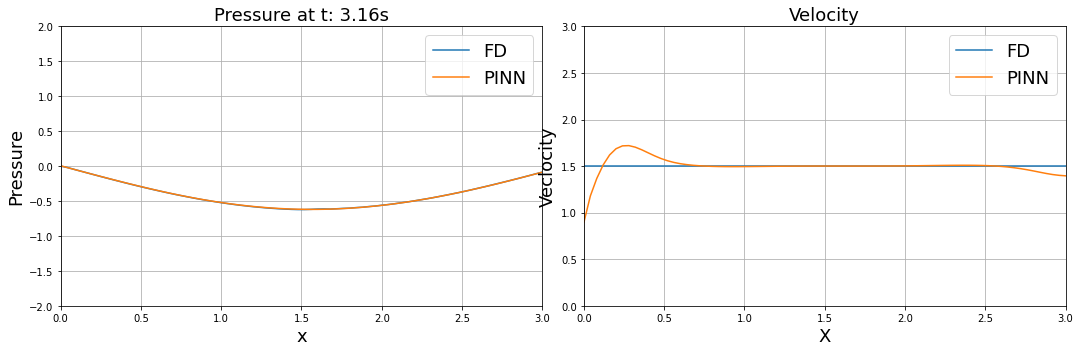 Pressure at t: 3.16s
2.0
1.5
1.0
0.5
0.0
−0.5
−1.0
−1.5
−2.0
Pressure
0.0 0.5 1.0 1.5 2.0 2.5 3.0
x
FD
PINN
Velocity
3.0
2.5
2.0
1.5
1.0
0.5
0.0
Veclocity
0.0 0.5 1.0 1.5 2.0 2.5 3.0
X
FD
PINN